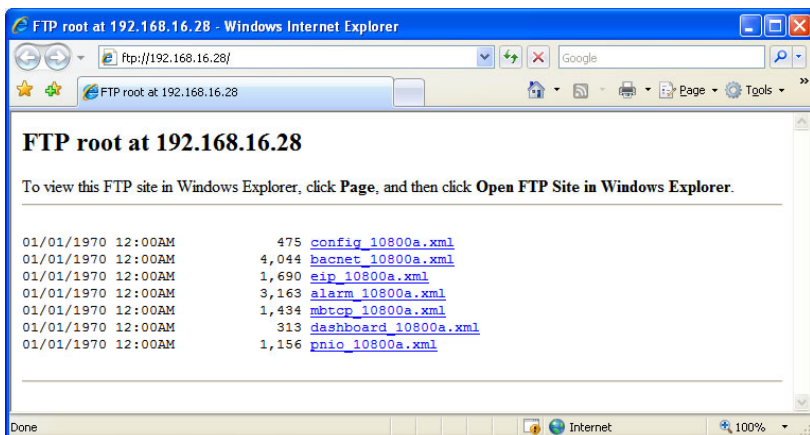 FTP root at 192.168.16.28 - Windows Internet Explorer
ftp://192.168.16.28/
Google
FTP root at 192.168.16.28
Page
Tools
FTP root at 192.168.16.28
To view this FTP site in Windows Explorer, click Page, and then click Open FTP Site in Windows Explorer.
01/01/1970 12:00AM 475 config_10800a.xml
01/01/1970 12:00AM 4,044 bacnet_10800a.xml
01/01/1970 12:00AM 1,690 eip_10800a.xml
01/01/1970 12:00AM 3,163 alarm_10800a.xml
01/01/1970 12:00AM 1,434 mbtcp_10800a.xml
01/01/1970 12:00AM 313 dashboard_10800a.xml
01/01/1970 12:00AM 1,156 pnio_10800a.xml
Done
Internet
100%